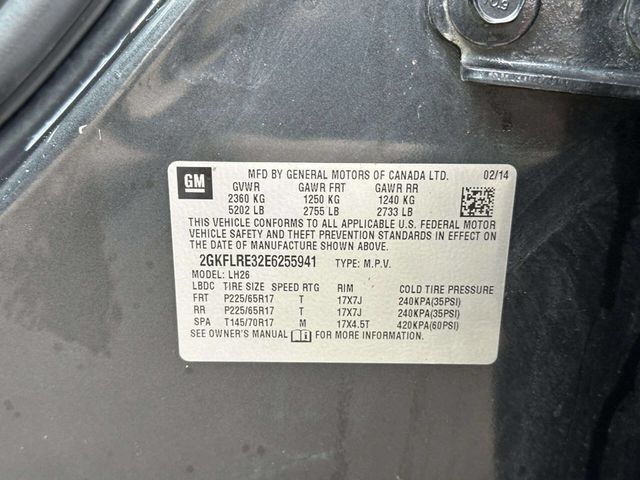 10.9
GM
MFD BY GENERAL MOTORS OF CANADA LTD. 02/14
GVWR GAWR FRT GAWR RR
2360 KG 1250 KG 1240 KG
5202 LB 2755 LB 2733 LB
THIS VEHICLE CONFORMS TO ALL APPLICABLE U.S. FEDERAL MOTOR
VEHICLE SAFETY AND THEFT PREVENTION STANDARDS IN EFFECT ON
THE DATE OF MANUFACTURE SHOWN ABOVE.
2GKFLRE32E6255941 TYPE: M.P.V.
MODEL: LH26
LBDC TIRE SIZE SPEED RTG RIM COLD TIRE PRESSURE
FRT P225/65R17 T 17X7J 240KPA(35PSI)
RR P225/65R17 T 17X7J 240KPA(35PSI)
SPA T145/70R17 M 17X4.5T 420KPA(60PSI)
SEE OWNER'S MANUAL FOR MORE INFORMATION.